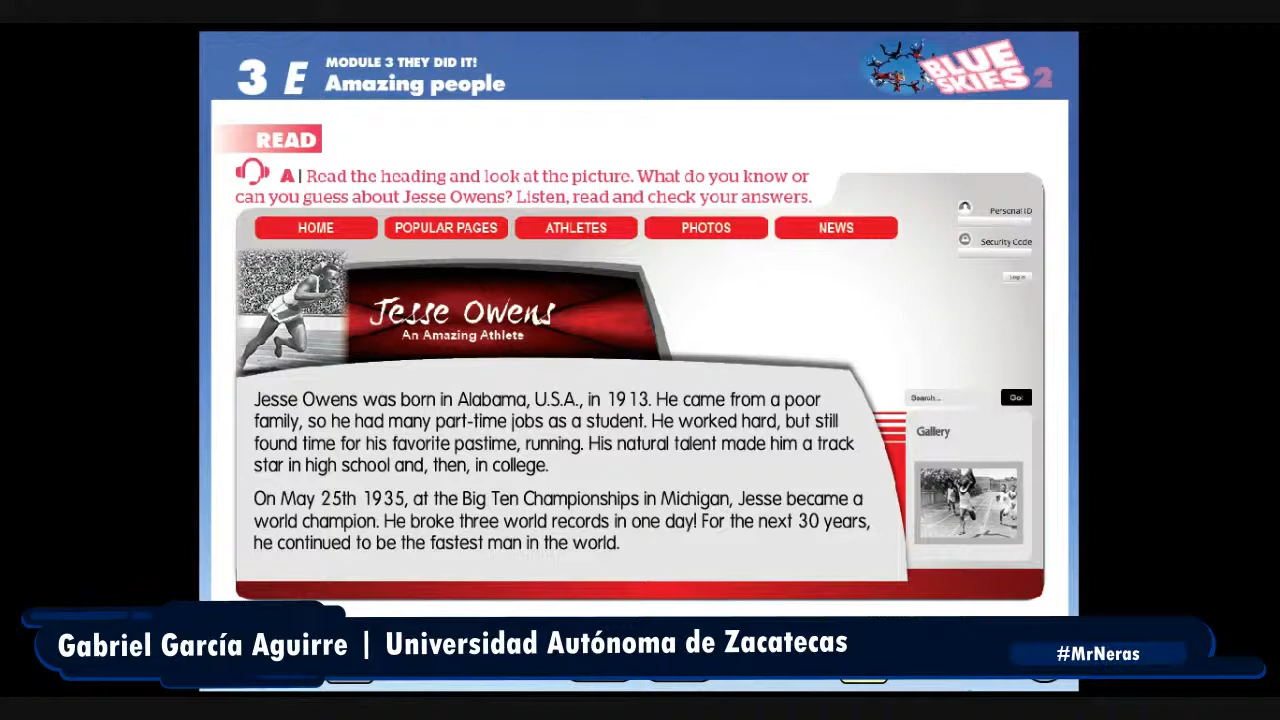 3 E
MODULE 3 THEY DID IT!
Amazing people
BLUE
SKIES 2
READ
A | Read the heading and look at the picture. What do you know or
can you guess about Jesse Owens? Listen, read and check your answers.
Personal ID
Security Code
Log in
HOME
POPULAR PAGES
ATHLETES
PHOTOS
NEWS
Jesse Owens
An Amazing Athlete
Jesse Owens was born in Alabama, U.S.A., in 1913. He came from a poor
family, so he had many part-time jobs as a student. He worked hard, but still
found time for his favorite pastime, running. His natural talent made him a track
star in high school and, then, in college.
On May 25th 1935, at the Big Ten Championships in Michigan, Jesse became a
world champion. He broke three world records in one day! For the next 30 years,
he continued to be the fastest man in the world.
Search...
Go!
Gallery
Gabriel García Aguirre | Universidad Autónoma de Zacatecas
#MrNeras